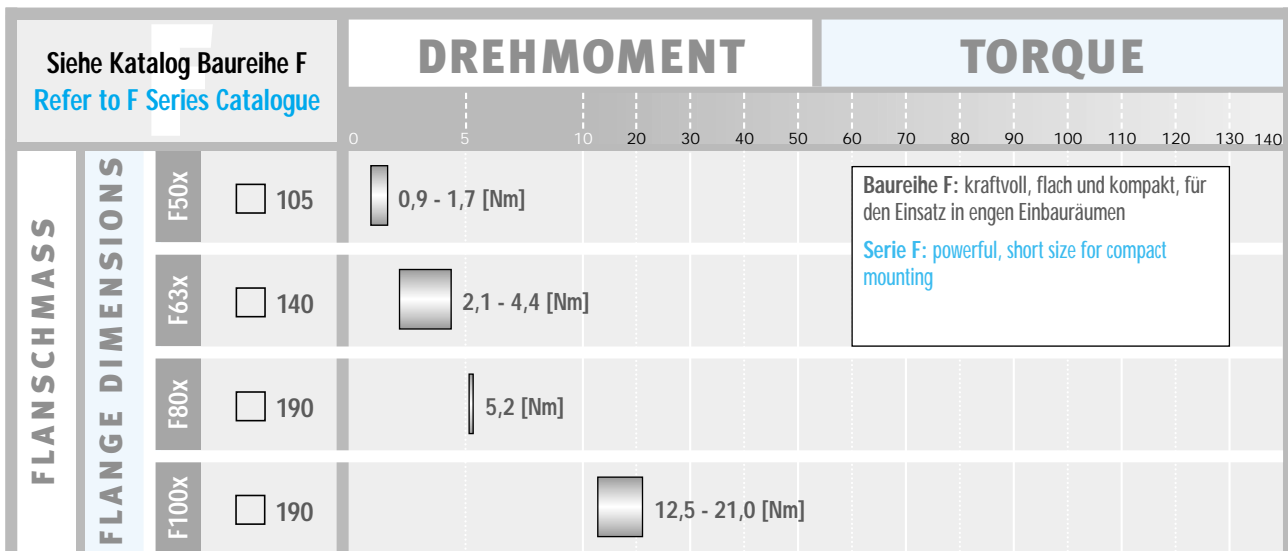 Siehe Katalog Baureihe F
Refer to F Series Catalogue
F
DREHMOMENT
TORQUE
0 5 10 20 30 40 50 60 70 80 90 100 110 120 130 140
FLANSCHMASS
FLANGE DIMENSIONS
F50x
105
0,9 - 1,7 [Nm]
Baureihe F: kraftvoll, flach und kompakt, für
den Einsatz in engen Einbauräumen
Serie F: powerful, short size for compact
mounting
F63x
140
2,1 - 4,4 [Nm]
F80x
190
5,2 [Nm]
F100x
190
12,5 - 21,0 [Nm]